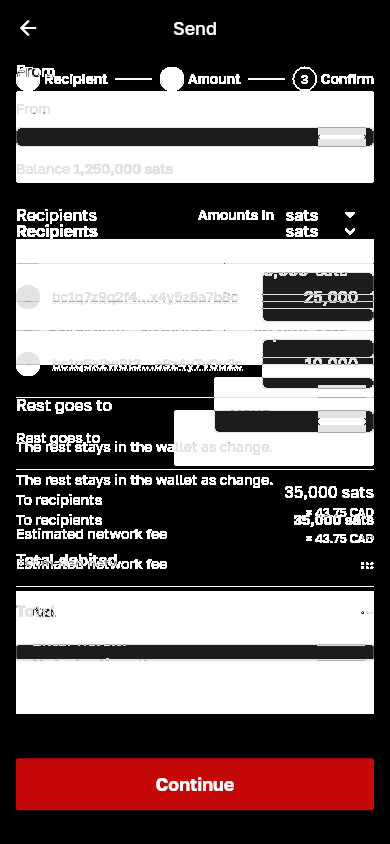 Send
From
Recipient
Amount
3 Confirm
From
Balance 1,250,000 sats
Recipients Amounts in sats
Recipients sats
25,000
10,000
Rest goes to
Rest goes to
The rest stays in the wallet as change.
The rest stays in the wallet as change.
35,000 sats
To recipients
≈ 43.75 CAD
To recipients 35,000 sats
Estimated network fee
≈ 43.75 CAD
Total debited
Estimated network fee
Total
Continue